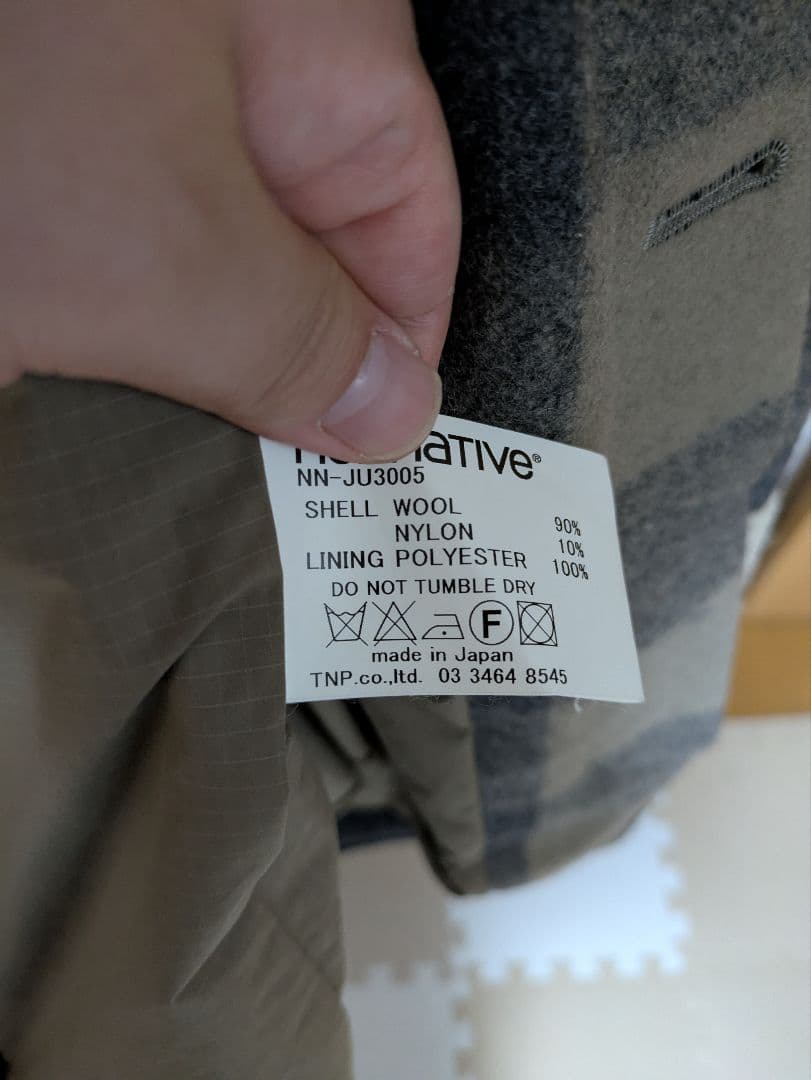 NN-JU3005
SHELL WOOL 90%
NYLON 10%
LINING POLYESTER 100%
DO NOT TUMBLE DRY
F
made in Japan
TNP.co.,ltd. 03 3464 8545